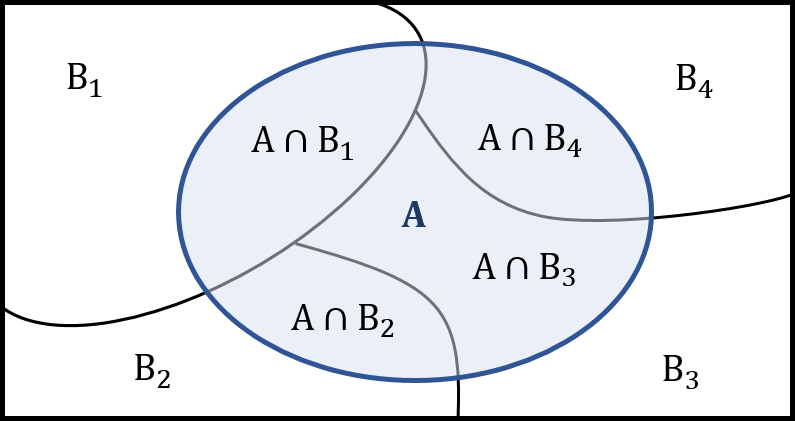 B₁
B₄
A ∩ B₁
A ∩ B₄
A
A ∩ B₃
A ∩ B₂
B₂
B₃